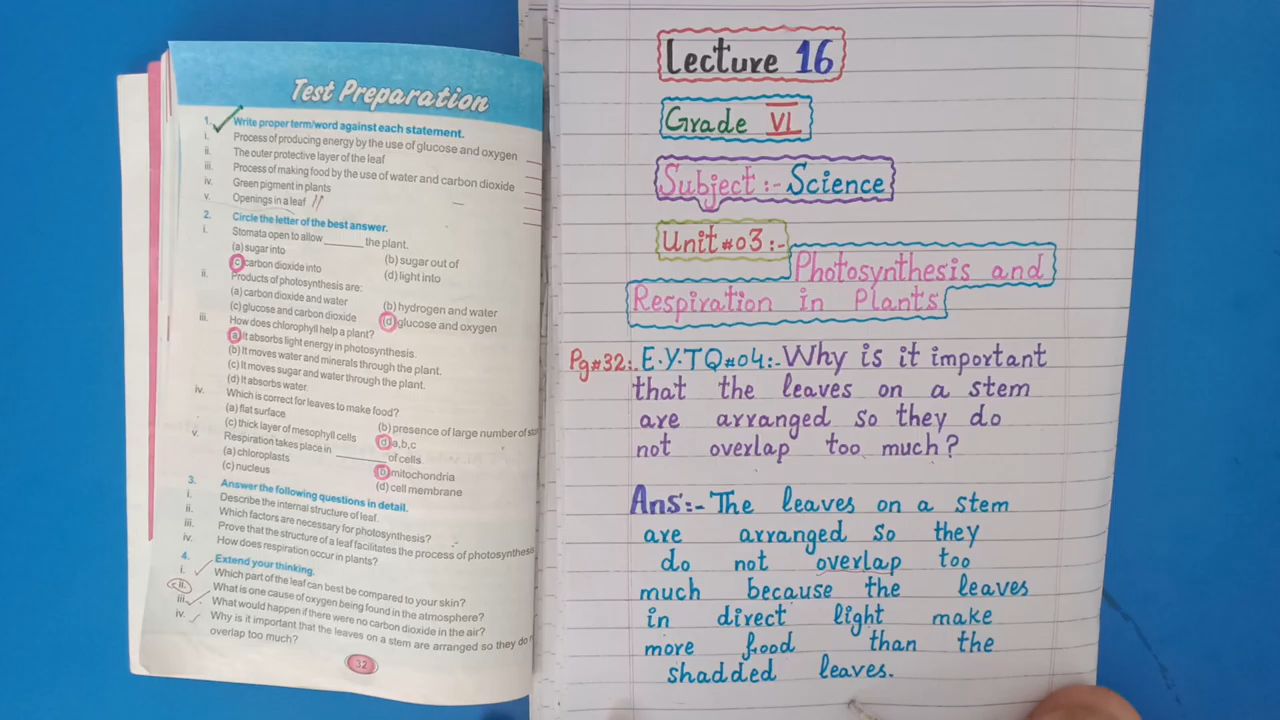 Test Preparation
1. Write proper term/word against each statement.
i. Process of producing energy by the use of glucose and oxygen
ii. The outer protective layer of the leaf
iii. Process of making food by the use of water and carbon dioxide
iv. Green pigment in plants
v. Openings in a leaf
2. Circle the letter of the best answer.
i. Stomata open to allow ______ the plant.
(a) sugar into (b) sugar out of
(c) carbon dioxide into (d) light into
ii. Products of photosynthesis are:
(a) carbon dioxide and water (b) hydrogen and water
(c) glucose and carbon dioxide (d) glucose and oxygen
iii. How does chlorophyll help a plant?
(a) It absorbs light energy in photosynthesis.
(b) It moves water and minerals through the plant.
(c) It moves sugar and water through the plant.
(d) It absorbs water.
iv. Which is correct for leaves to make food?
(a) flat surface (b) presence of large number of
(c) thick layer of mesophyll cells (d) a,b,c
v. Respiration takes place in ________ of cells.
(a) chloroplasts (b) mitochondria
(c) nucleus (d) cell membrane
3. Answer the following questions in detail.
i. Describe the internal structure of leaf.
ii. Which factors are necessary for photosynthesis?
iii. Prove that the structure of a leaf facilitates the process of photosynthesis
iv. How does respiration occur in plants?
4. Extend your thinking.
i. Which part of the leaf can best be compared to your skin?
ii. What is one cause of oxygen being found in the atmosphere?
iii. What would happen if there were no carbon dioxide in the air?
iv. Why is it important that the leaves on a stem are arranged so they do
overlap too much?
32
Lecture 16
Grade VI
Subject:- Science
Unit #03:-
Photosynthesis and
Respiration in Plants
Pg#32:. E.Y.T Q#04:- Why is it important
that the leaves on a stem
are arranged so they do
not overlap too much?
Ans:- The leaves on a stem
are arranged so they
do not overlap too
much because the leaves
in direct light make
more food than the
shadded leaves.